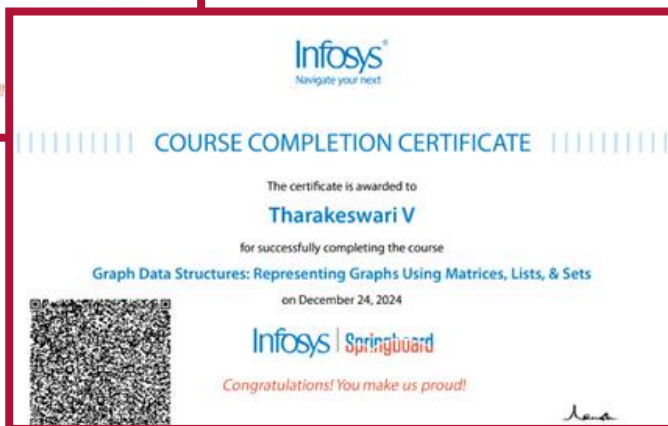 Infosys®
Navigate your next
COURSE COMPLETION CERTIFICATE
The certificate is awarded to
Tharakeswari V
for successfully completing the course
Graph Data Structures: Representing Graphs Using Matrices, Lists, & Sets
on December 24, 2024
Infosys | Springboard
Congratulations! You make us proud!